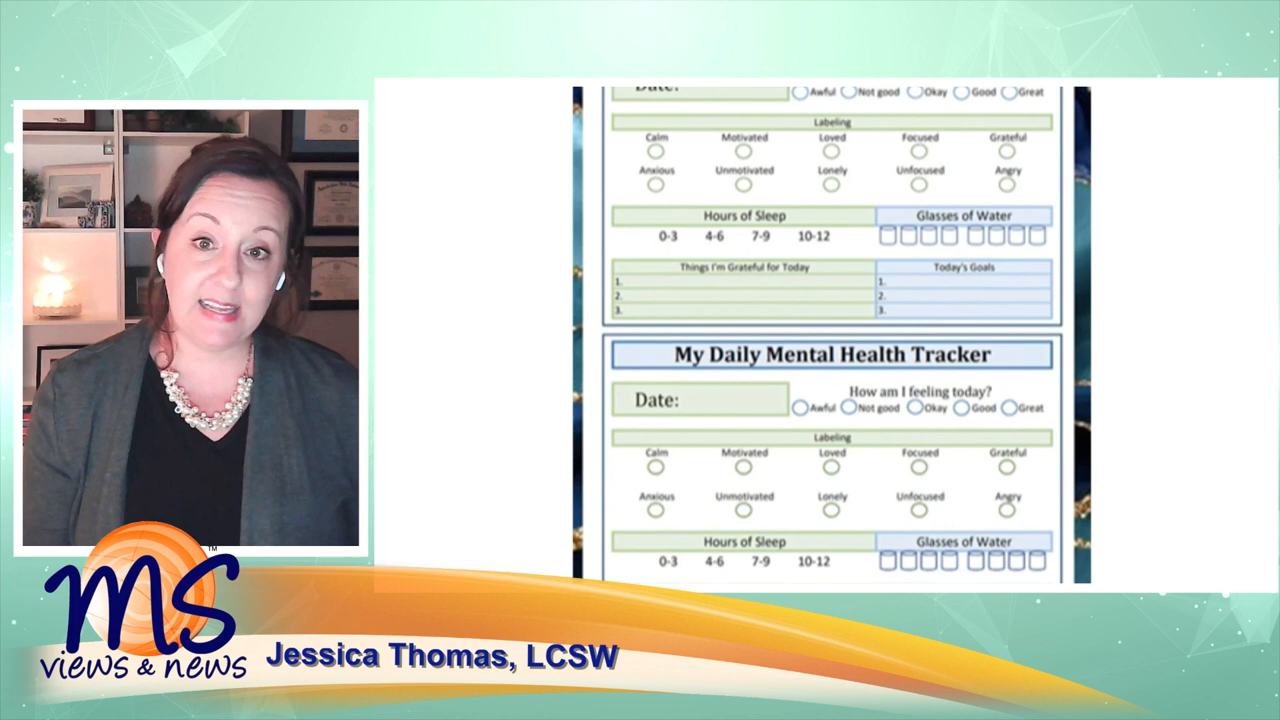 Date:
Awful Not good Okay Good Great
Labeling
Calm Motivated Loved Focused Grateful
Anxious Unmotivated Lonely Unfocused Angry
Hours of Sleep Glasses of Water
0-3 4-6 7-9 10-12
Things I'm Grateful for Today Today's Goals
1. 1.
2. 2.
3. 3.
My Daily Mental Health Tracker
How am I feeling today?
Date:
Awful Not good Okay Good Great
Labeling
Calm Motivated Loved Focused Grateful
Anxious Unmotivated Lonely Unfocused Angry
Hours of Sleep Glasses of Water
0-3 4-6 7-9 10-12
MS TM
views & news
Jessica Thomas, LCSW